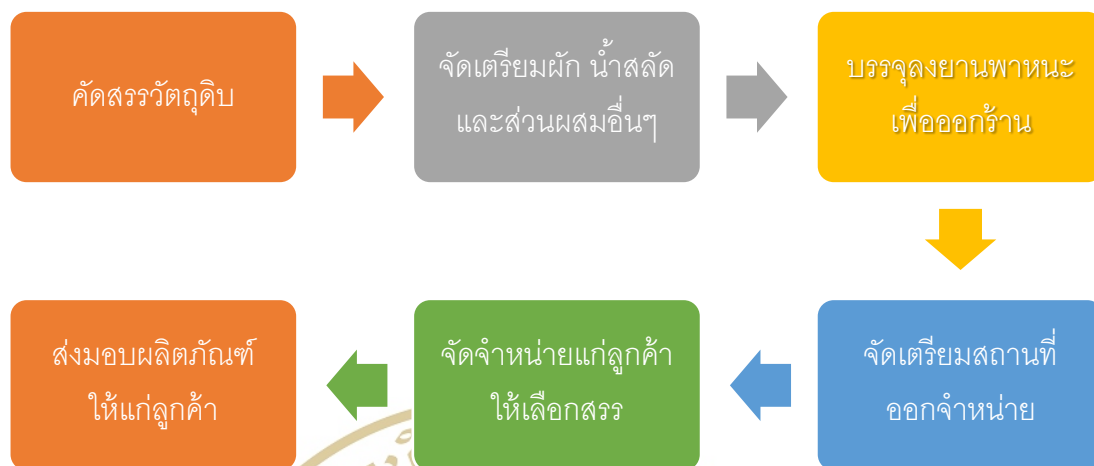 คัดสรรวัตถุดิบ
จัดเตรียมผัก น้ำสลัด
และส่วนผสมอื่นๆ
บรรจุลงยานพาหนะ
เพื่อออกร้าน
จัดเตรียมสถานที่
ออกจำหน่าย
จัดจำหน่ายแก่ลูกค้า
ให้เลือกสรร
ส่งมอบผลิตภัณฑ์
ให้แก่ลูกค้า